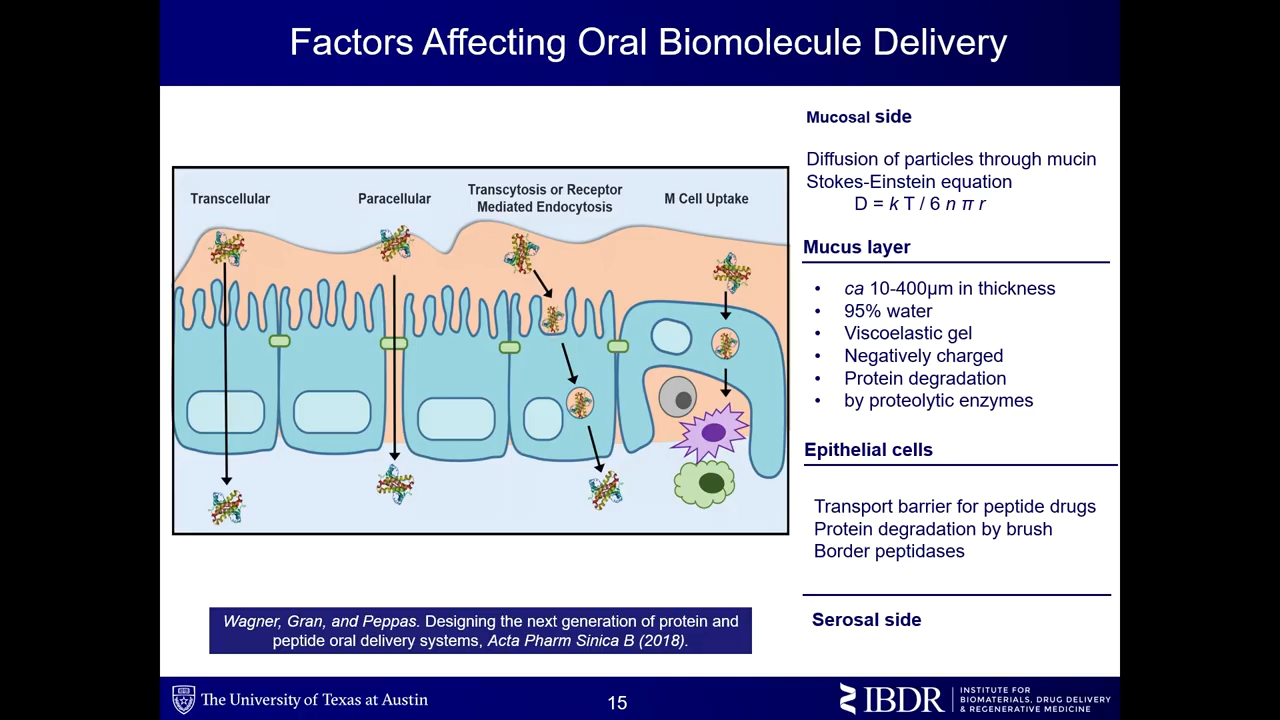 Factors Affecting Oral Biomolecule Delivery
Transcellular
Paracellular
Transcytosis or Receptor
Mediated Endocytosis
M Cell Uptake
Mucosal side
Diffusion of particles through mucin
Stokes-Einstein equation
D = k T / 6 n π r
Mucus layer
• ca 10-400µm in thickness
• 95% water
• Viscoelastic gel
• Negatively charged
• Protein degradation
• by proteolytic enzymes
Epithelial cells
Transport barrier for peptide drugs
Protein degradation by brush
Border peptidases
Serosal side
Wagner, Gran, and Peppas. Designing the next generation of protein and
peptide oral delivery systems, Acta Pharm Sinica B (2018).
The University of Texas at Austin
15
IBDR
INSTITUTE FOR
BIOMATERIALS, DRUG DELIVERY
& REGENERATIVE MEDICINE